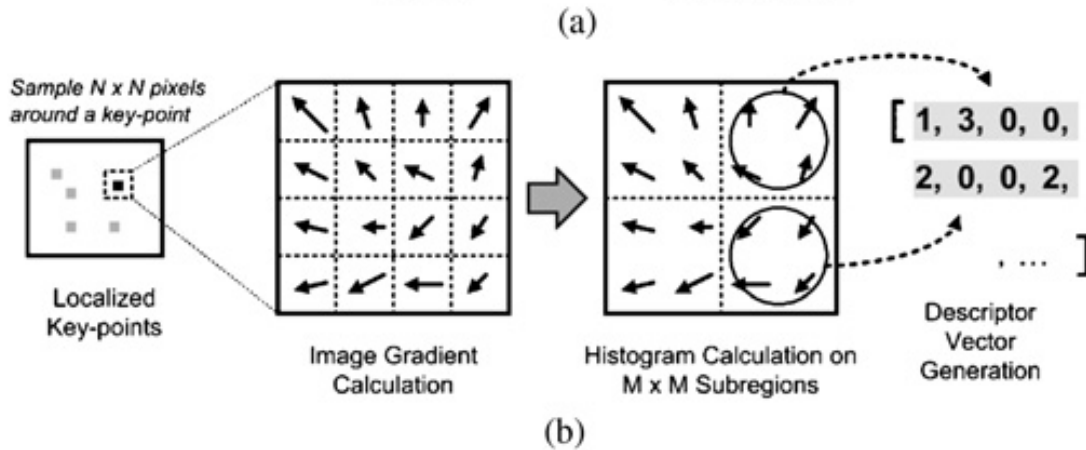 (a)
Sample N x N pixels
around a key-point
[ 1, 3, 0, 0,
2, 0, 0, 2,
, ... ]
Localized
Key-points
Image Gradient
Calculation
Histogram Calculation on
M x M Subregions
Descriptor
Vector
Generation
(b)